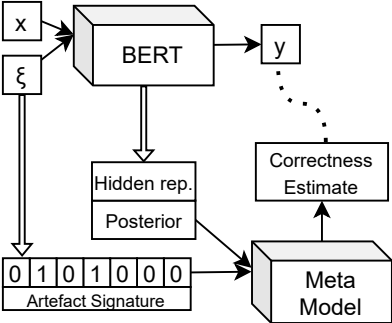 x
BERT
y
ξ
Hidden rep.
Posterior
Correctness
Estimate
0 1 0 1 0 0 0
Artefact Signature
Meta
Model